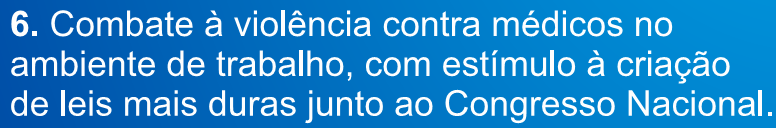 6. Combate à violência contra médicos no
ambiente de trabalho, com estímulo à criação
de leis mais duras junto ao Congresso Nacional.